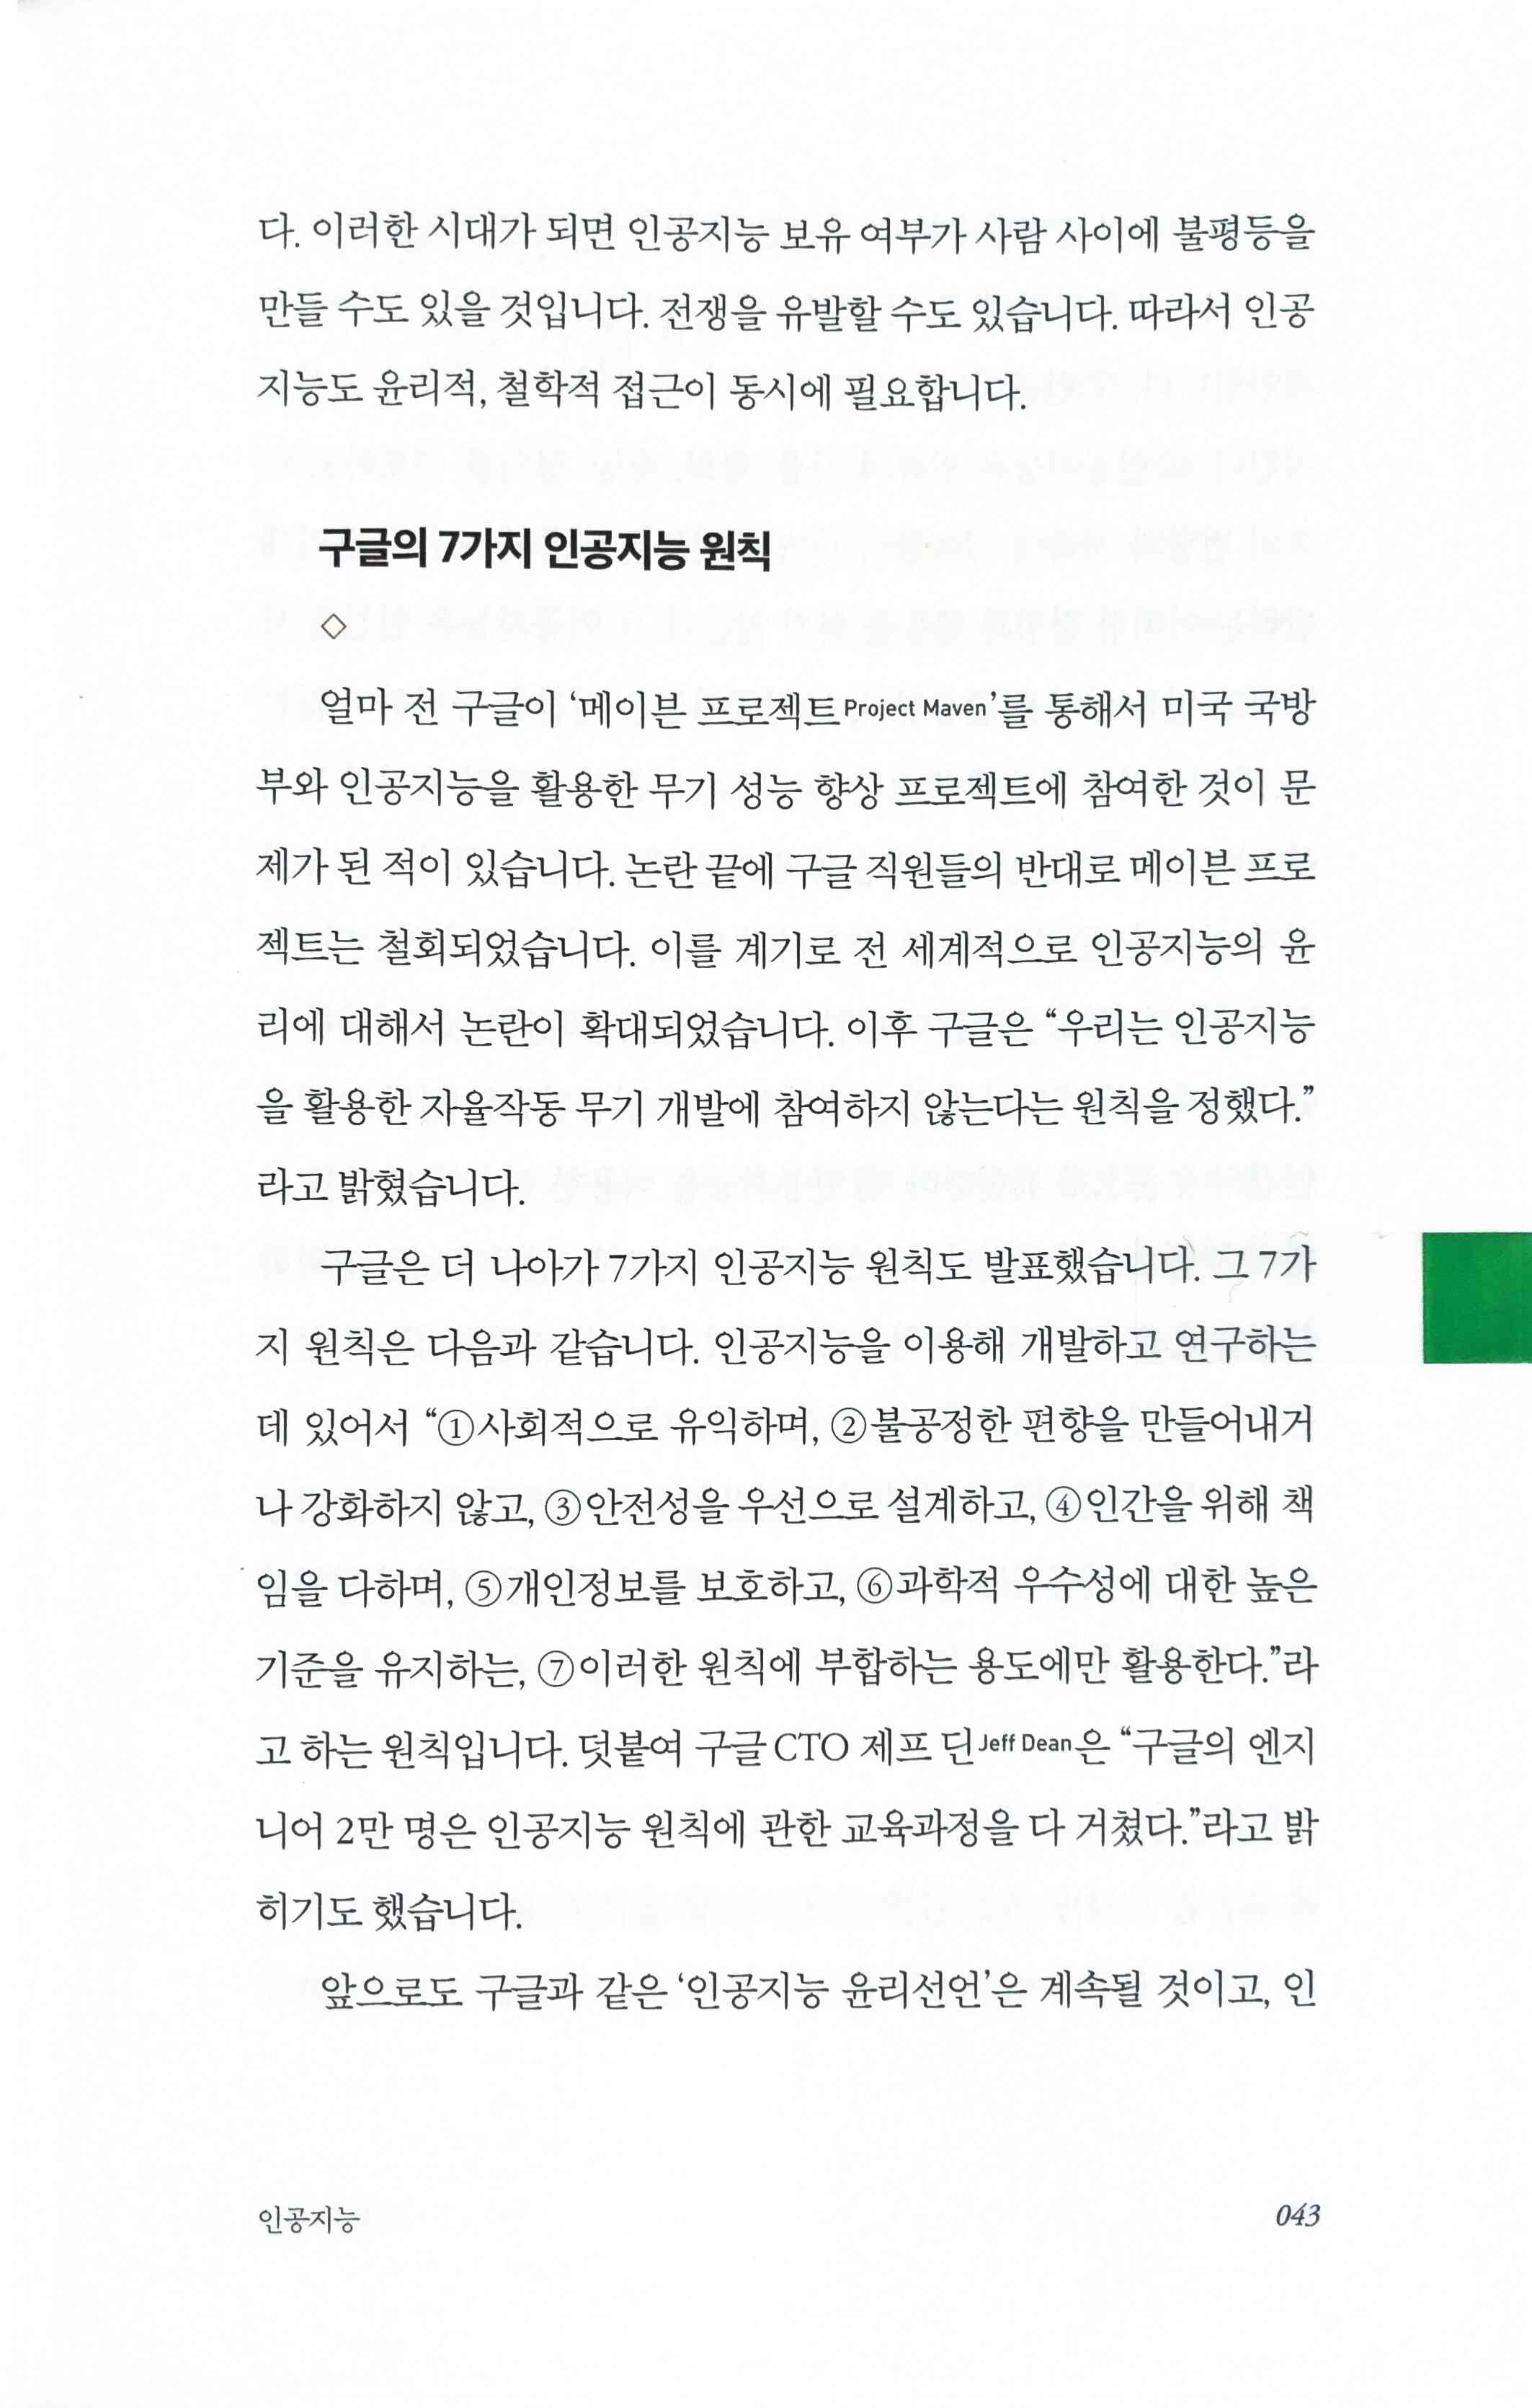 다. 이러한 시대가 되면 인공지능 보유 여부가 사람 사이에 불평등을
만들 수도 있을 것입니다. 전쟁을 유발할 수도 있습니다. 따라서 인공
지능도 윤리적, 철학적 접근이 동시에 필요합니다.
구글의 7가지 인공지능 원칙
◇
얼마 전 구글이 ‘메이븐 프로젝트Project Maven’를 통해서 미국 국방
부와 인공지능을 활용한 무기 성능 향상 프로젝트에 참여한 것이 문
제가 된 적이 있습니다. 논란 끝에 구글 직원들의 반대로 메이븐 프로
젝트는 철회되었습니다. 이를 계기로 전 세계적으로 인공지능의 윤
리에 대해서 논란이 확대되었습니다. 이후 구글은 “우리는 인공지능
을 활용한 자율작동 무기 개발에 참여하지 않는다는 원칙을 정했다.”
라고 밝혔습니다.
구글은 더 나아가 7가지 인공지능 원칙도 발표했습니다. 그 7가
지 원칙은 다음과 같습니다. 인공지능을 이용해 개발하고 연구하는
데 있어서 “①사회적으로 유익하며, ②불공정한 편향을 만들어내거
나 강화하지 않고, ③안전성을 우선으로 설계하고, ④인간을 위해 책
임을 다하며, ⑤개인정보를 보호하고, ⑥과학적 우수성에 대한 높은
기준을 유지하는, ⑦이러한 원칙에 부합하는 용도에만 활용한다.”라
고 하는 원칙입니다. 덧붙여 구글 CTO 제프 딘Jeff Dean은 “구글의 엔지
니어 2만 명은 인공지능 원칙에 관한 교육과정을 다 거쳤다.”라고 밝
히기도 했습니다.
앞으로도 구글과 같은 ‘인공지능 윤리선언’은 계속될 것이고, 인
인공지능
043